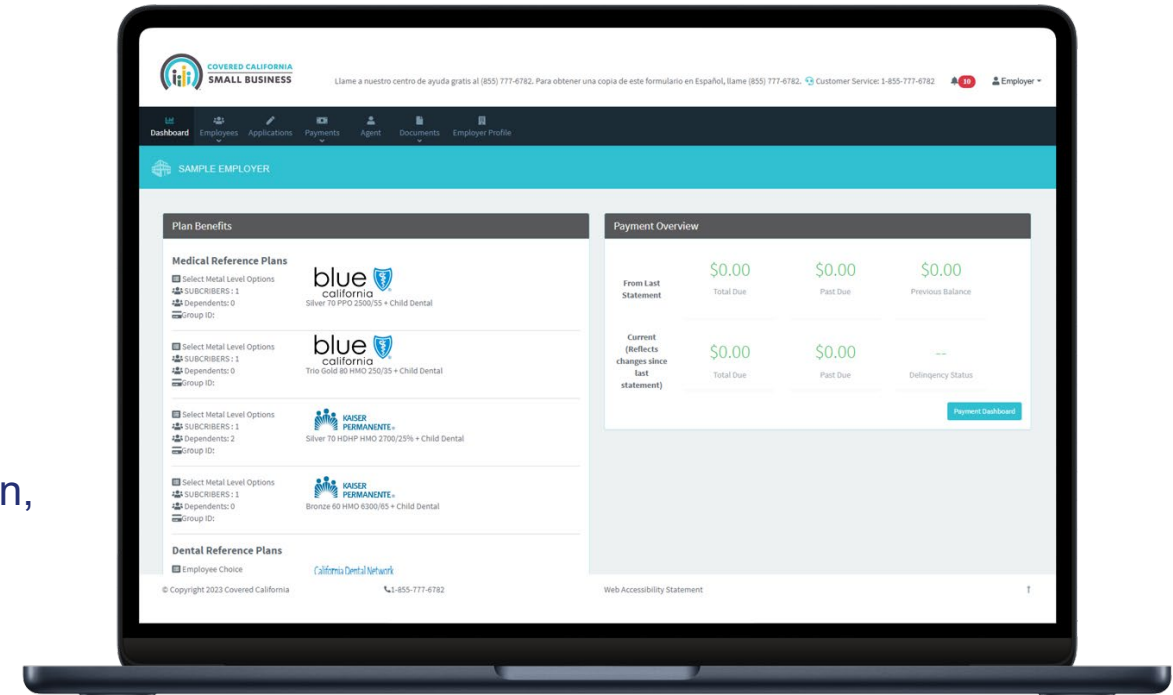 COVERED CALIFORNIA
SMALL BUSINESS
Llame a nuestro centro de ayuda gratis al (855) 777-6782. Para obtener una copia de este formulario en Español, llame (855) 777-6782. Customer Service: 1-855-777-6782 10 Employer
Dashboard Employees Applications Payments Agent Documents Employer Profile
SAMPLE EMPLOYER
Plan Benefits
Medical Reference Plans
Select Metal Level Options
SUBCRIBERS : 1
Dependents: 0
Group ID:
blue
california
Silver 70 PPO 2500/55 + Child Dental
Select Metal Level Options
SUBCRIBERS : 1
Dependents: 0
Group ID:
blue
california
Trio Gold 80 HMO 250/35 + Child Dental
Select Metal Level Options
SUBCRIBERS : 1
Dependents: 2
Group ID:
KAISER
PERMANENTE®
Silver 70 HDHP HMO 2700/25% + Child Dental
Select Metal Level Options
SUBCRIBERS : 1
Dependents: 0
Group ID:
KAISER
PERMANENTE®
Bronze 60 HMO 6300/65 + Child Dental
Dental Reference Plans
Employee Choice
California Dental Network
Payment Overview
From Last
Statement
$0.00 $0.00 $0.00
Total Due Past Due Previous Balance
Current
(Reflects
changes since
last
statement)
$0.00 $0.00 --
Total Due Past Due Delinqency Status
Payment Dashboard
© Copyright 2023 Covered California 1-855-777-6782 Web Accessibility Statement
n,